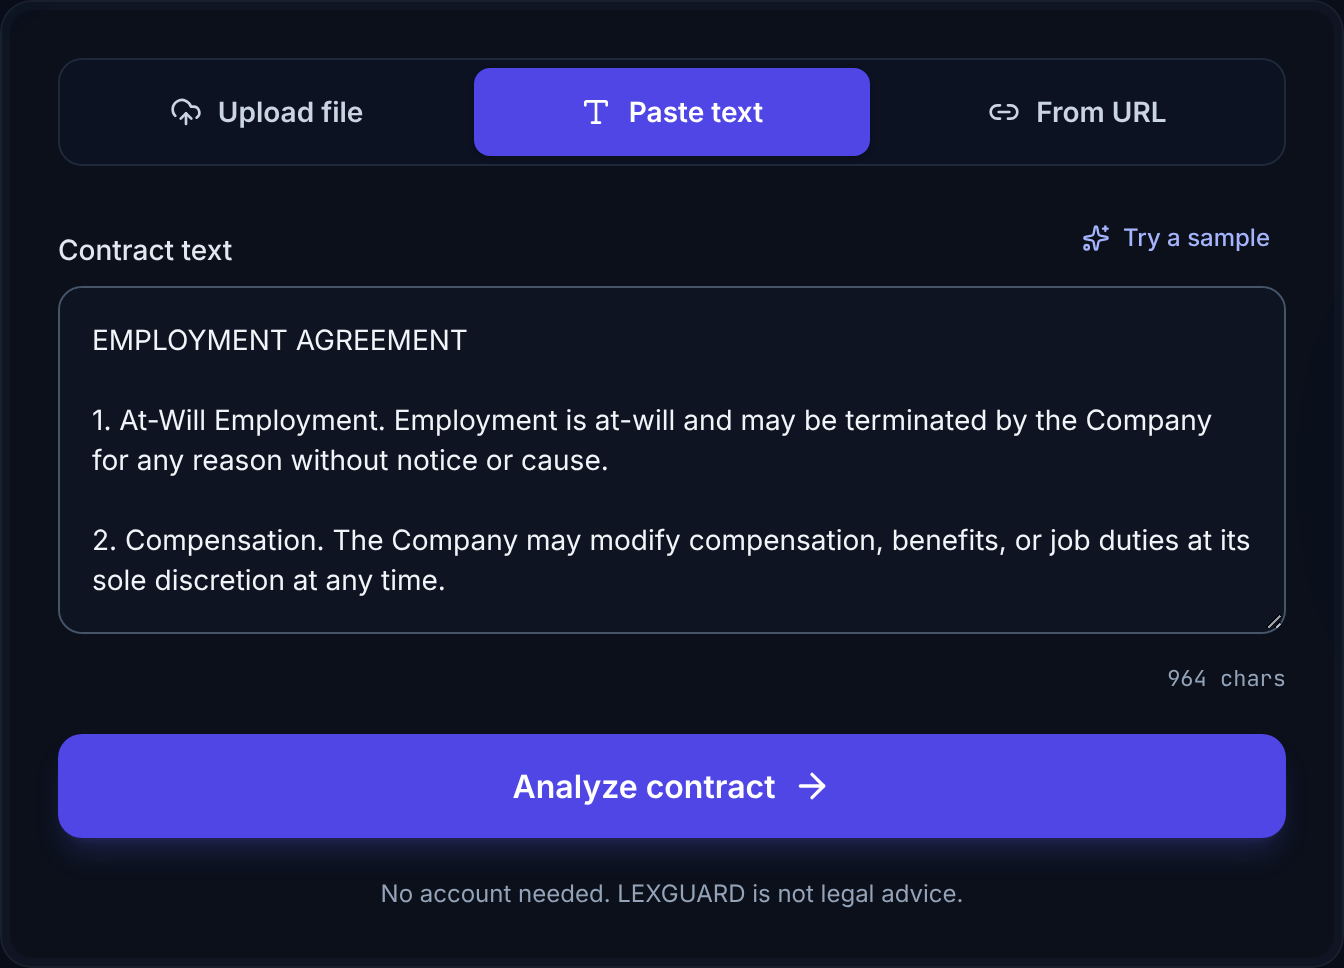 Upload file
Paste text
From URL
Contract text
Try a sample
EMPLOYMENT AGREEMENT
1. At-Will Employment. Employment is at-will and may be terminated by the Company
for any reason without notice or cause.
2. Compensation. The Company may modify compensation, benefits, or job duties at its
sole discretion at any time.
964 chars
Analyze contract →
No account needed. LEXGUARD is not legal advice.